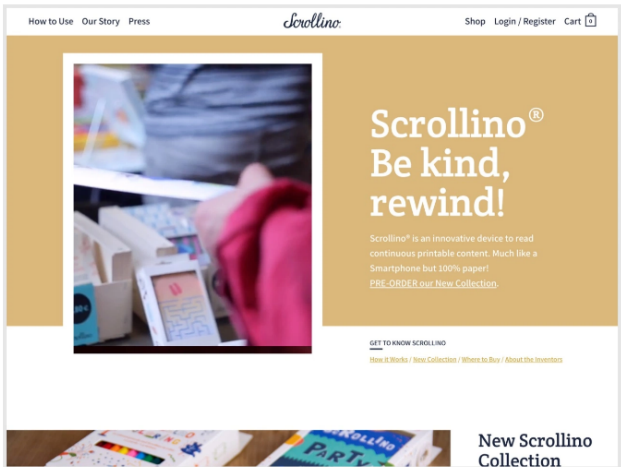 How to Use Our Story Press
Scrollino.
Shop Login / Register Cart 0
Scrollino®
Be kind,
rewind!
Scrollino® is an innovative device to read
continuous printable content. Much like a
Smartphone but 100% paper!
PRE-ORDER our New Collection.
GET TO KNOW SCROLLINO
How it Works / New Collection / Where to Buy / About the Inventors
SCROLLINO
PARTY
New Scrollino
Collection